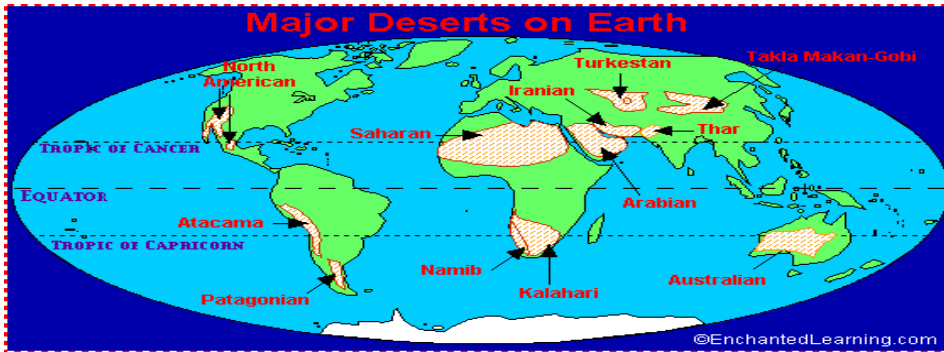 Major Deserts on Earth
North
American
Turkestan
Takla Makan-Gobi
Iranian
Saharan
Thar
Tropic of Cancer
Equator
Arabian
Atacama
Tropic of Capricorn
Namib
Kalahari
Australian
Patagonian
©EnchantedLearning.com